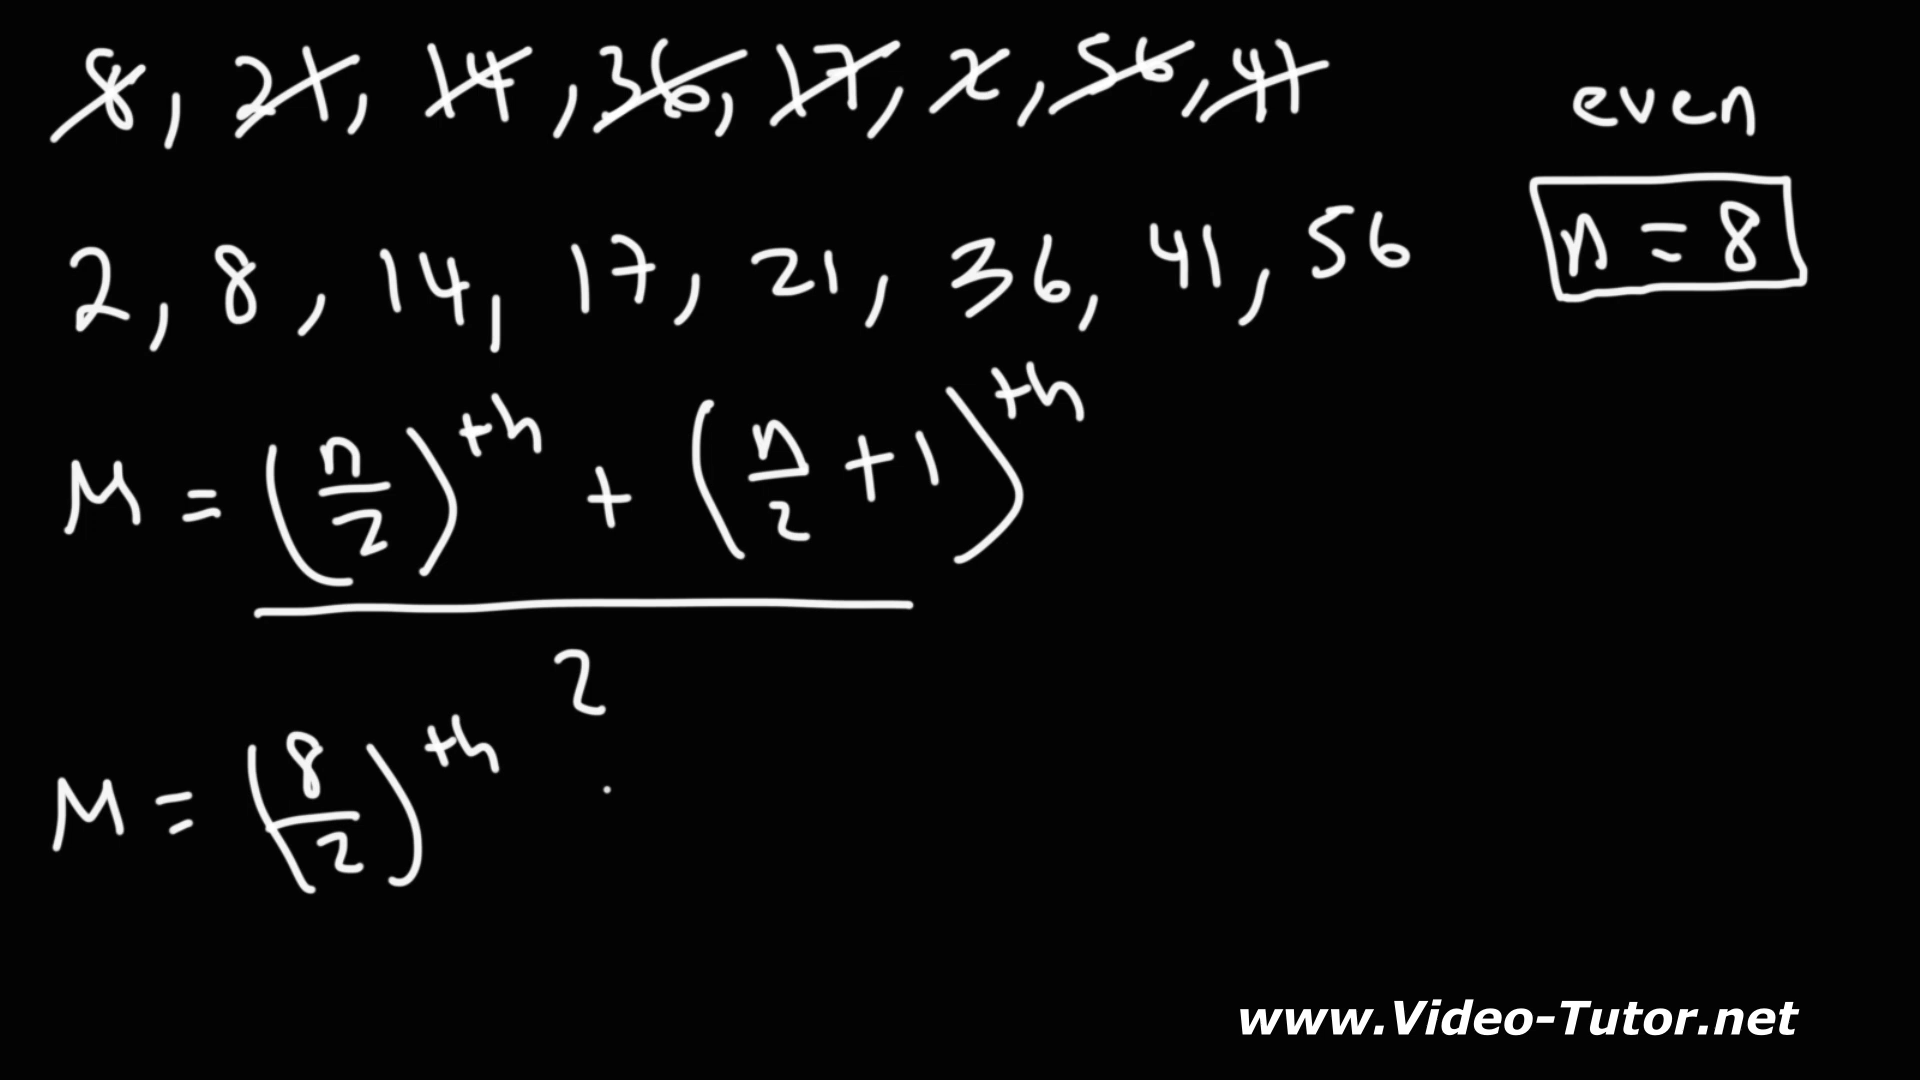 8, 21, 14, 36, 17, 2, 56, 41
even
2, 8, 14, 17, 21, 36, 41, 56
n = 8
M = ((n/2)^th + (n/2 + 1)^th) / 2
M = (8/2)^th
www.Video-Tutor.net